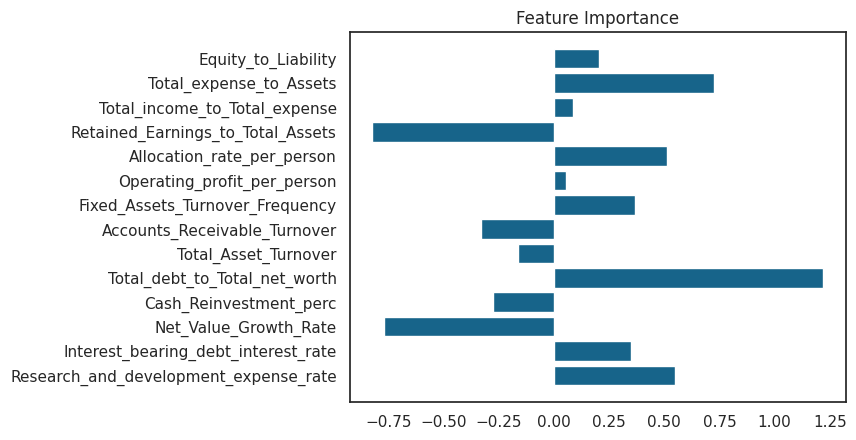 Feature Importance
Equity_to_Liability
Total_expense_to_Assets
Total_income_to_Total_expense
Retained_Earnings_to_Total_Assets
Allocation_rate_per_person
Operating_profit_per_person
Fixed_Assets_Turnover_Frequency
Accounts_Receivable_Turnover
Total_Asset_Turnover
Total_debt_to_Total_net_worth
Cash_Reinvestment_perc
Net_Value_Growth_Rate
Interest_bearing_debt_interest_rate
Research_and_development_expense_rate
−0.75 −0.50 −0.25 0.00 0.25 0.50 0.75 1.00 1.25